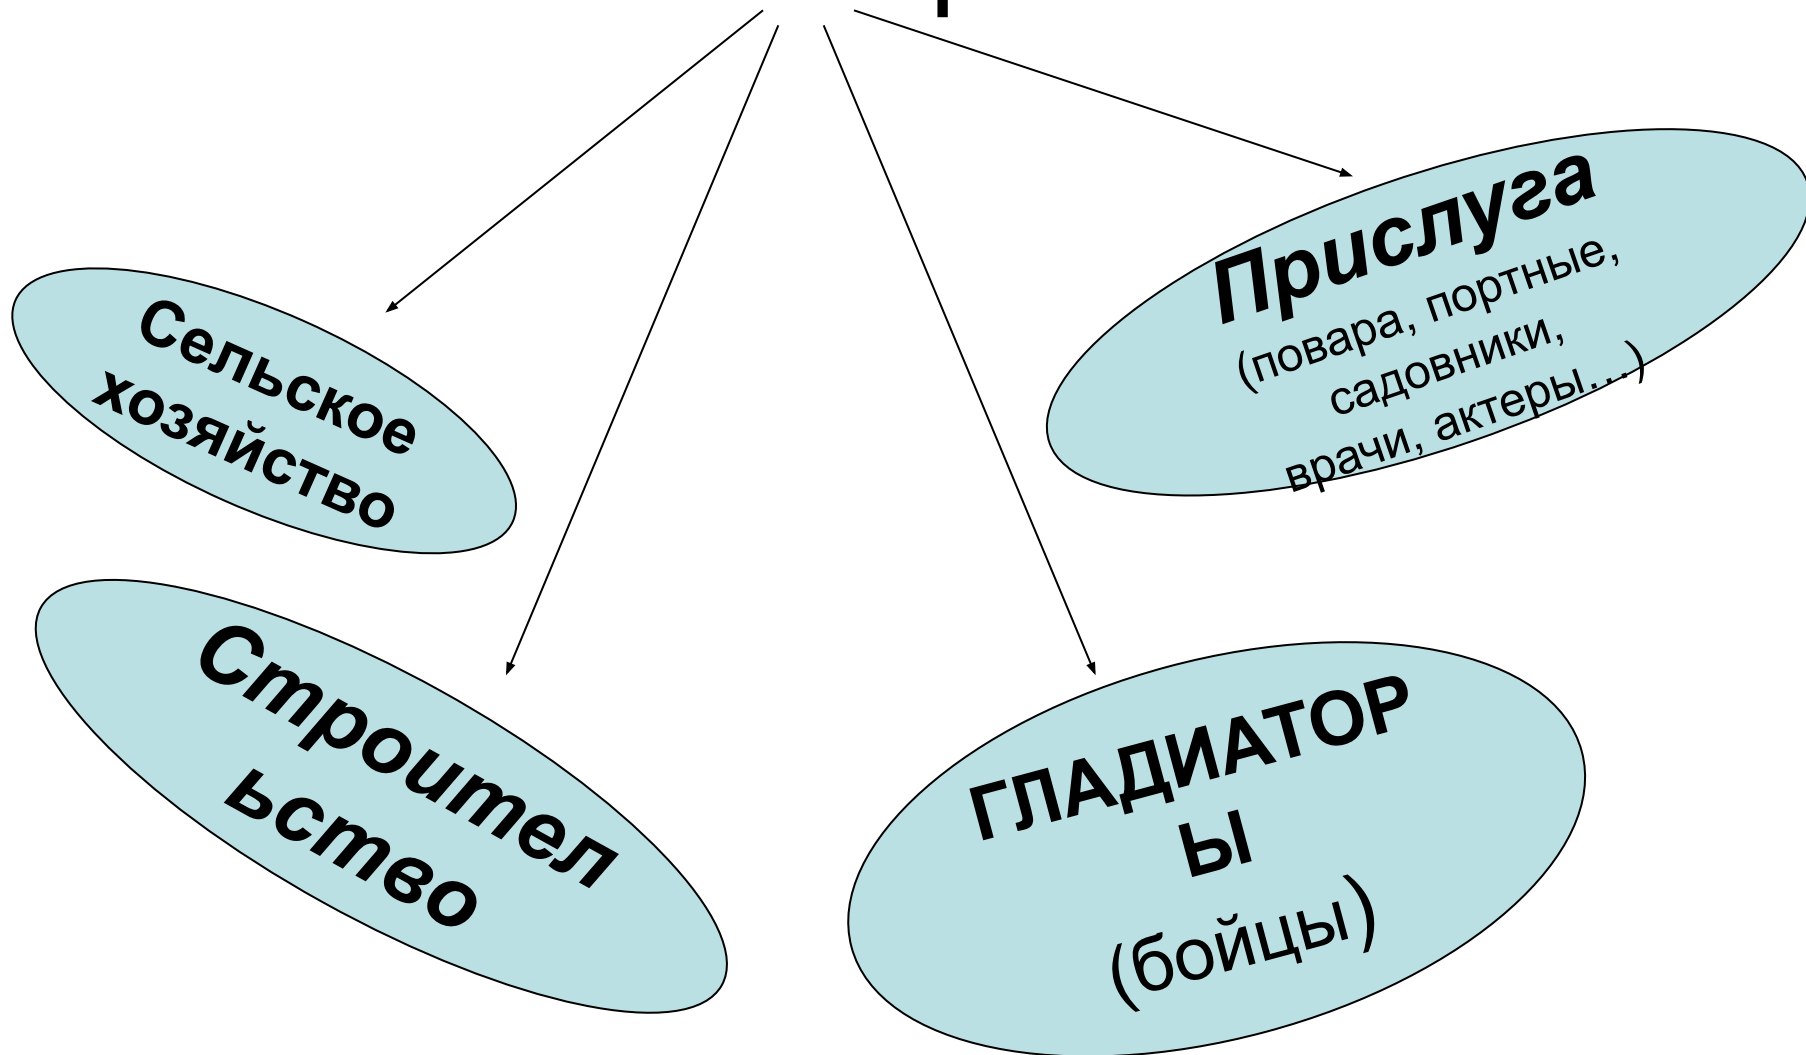 Сельское
хозяйство
Прислуга
(повара, портные,
садовники,
врачи, актеры…)
Строител
ьство
ГЛАДИАТОР
Ы
(бойцы)